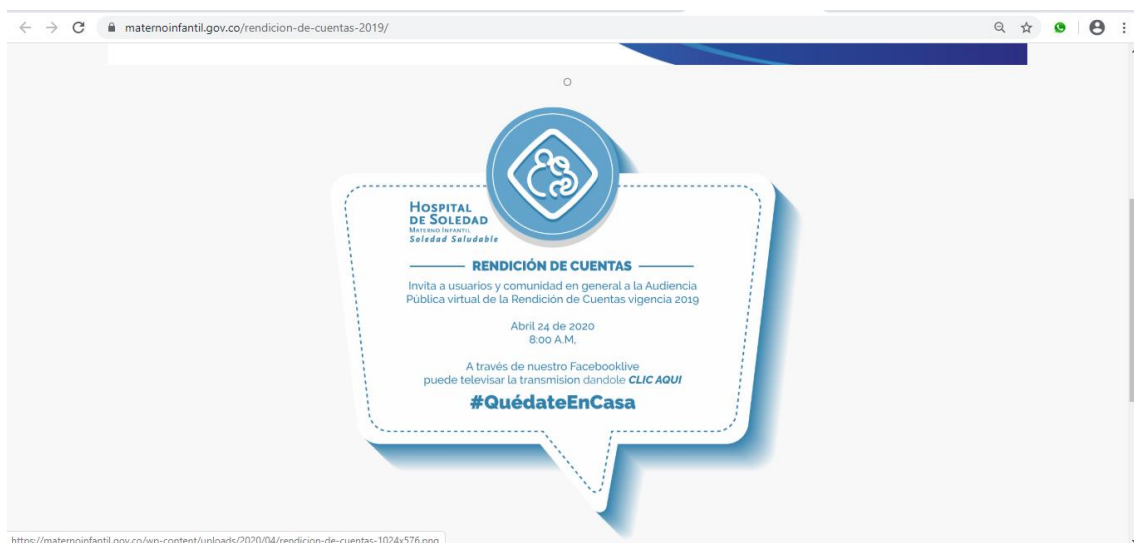 maternoinfantil.gov.co/rendicion-de-cuentas-2019/
HOSPITAL
DE SOLEDAD
MATERNO INFANTIL
Soledad Saludable
RENDICIÓN DE CUENTAS
Invita a usuarios y comunidad en general a la Audiencia
Pública virtual de la Rendición de Cuentas vigencia 2019
Abril 24 de 2020
8:00 A.M,
A través de nuestro Facebooklive
puede televisar la transmision dandole CLIC AQUI
#QuédateEnCasa
https://maternoinfantil.gov.co/wp-content/uploads/2020/04/rendicion-de-cuentas-1024x576.png